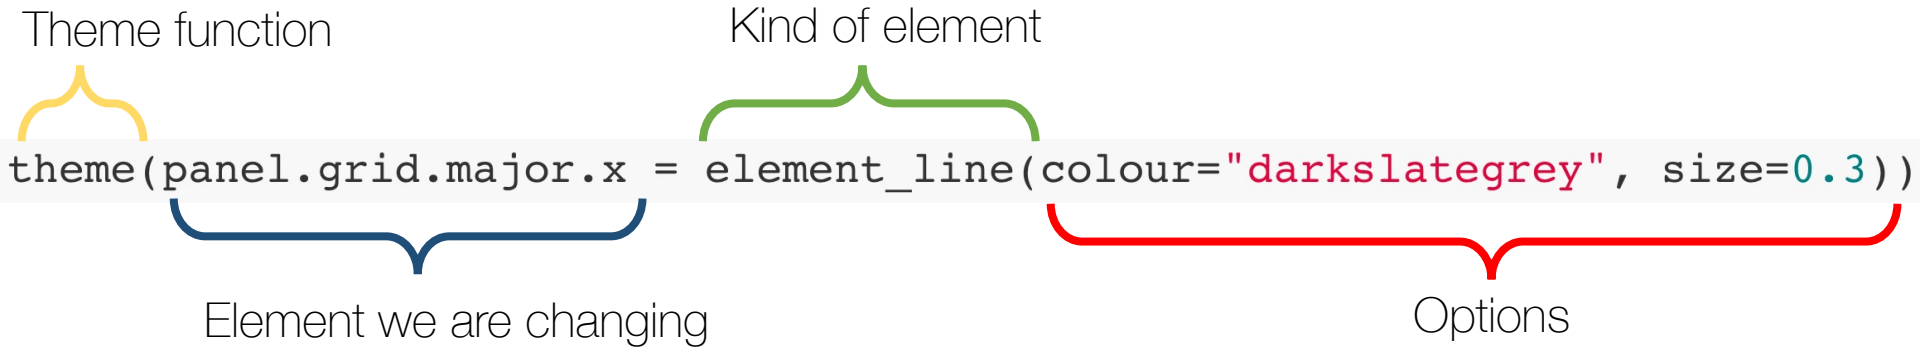 Theme function
Kind of element
theme(panel.grid.major.x = element_line(colour="darkslategrey", size=0.3))
Element we are changing
Options